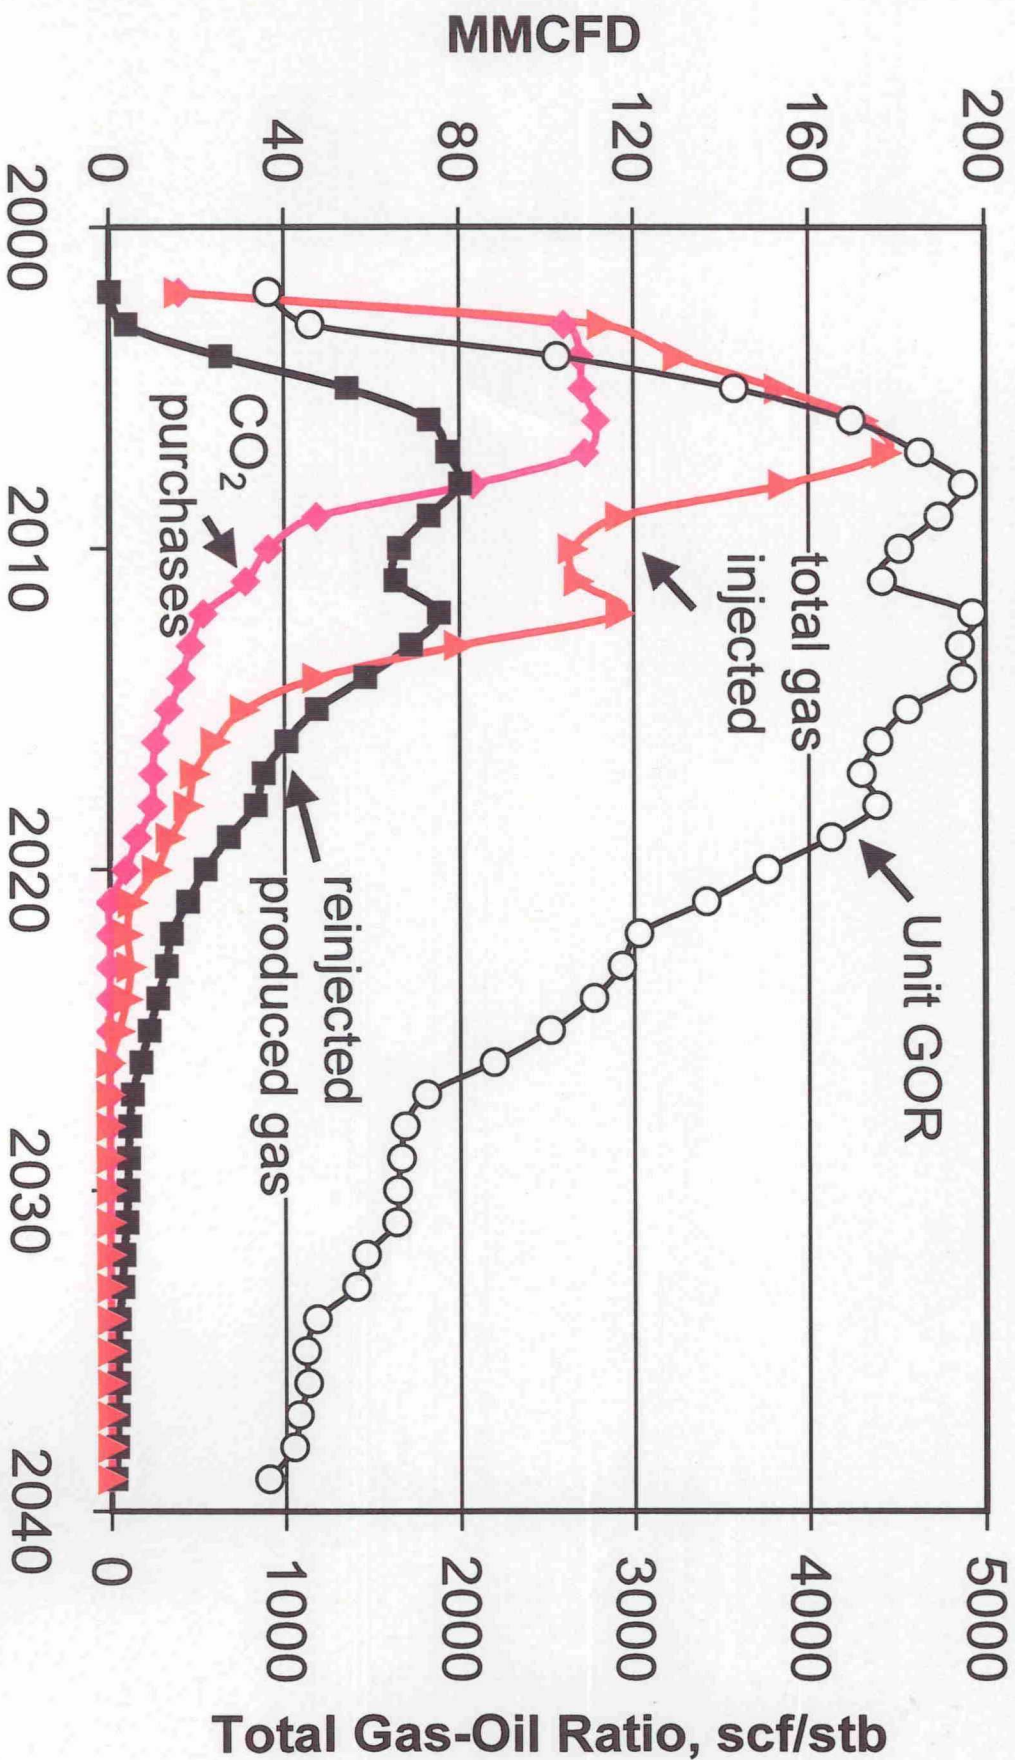 MMCFD
200
160
120
80
40
0
2000
2010
2020
2030
2040
0
1000
2000
3000
4000
5000
Total Gas-Oil Ratio, scf/stb
total gas
injected
CO₂
purchases
Unit GOR
reinjected
produced gas